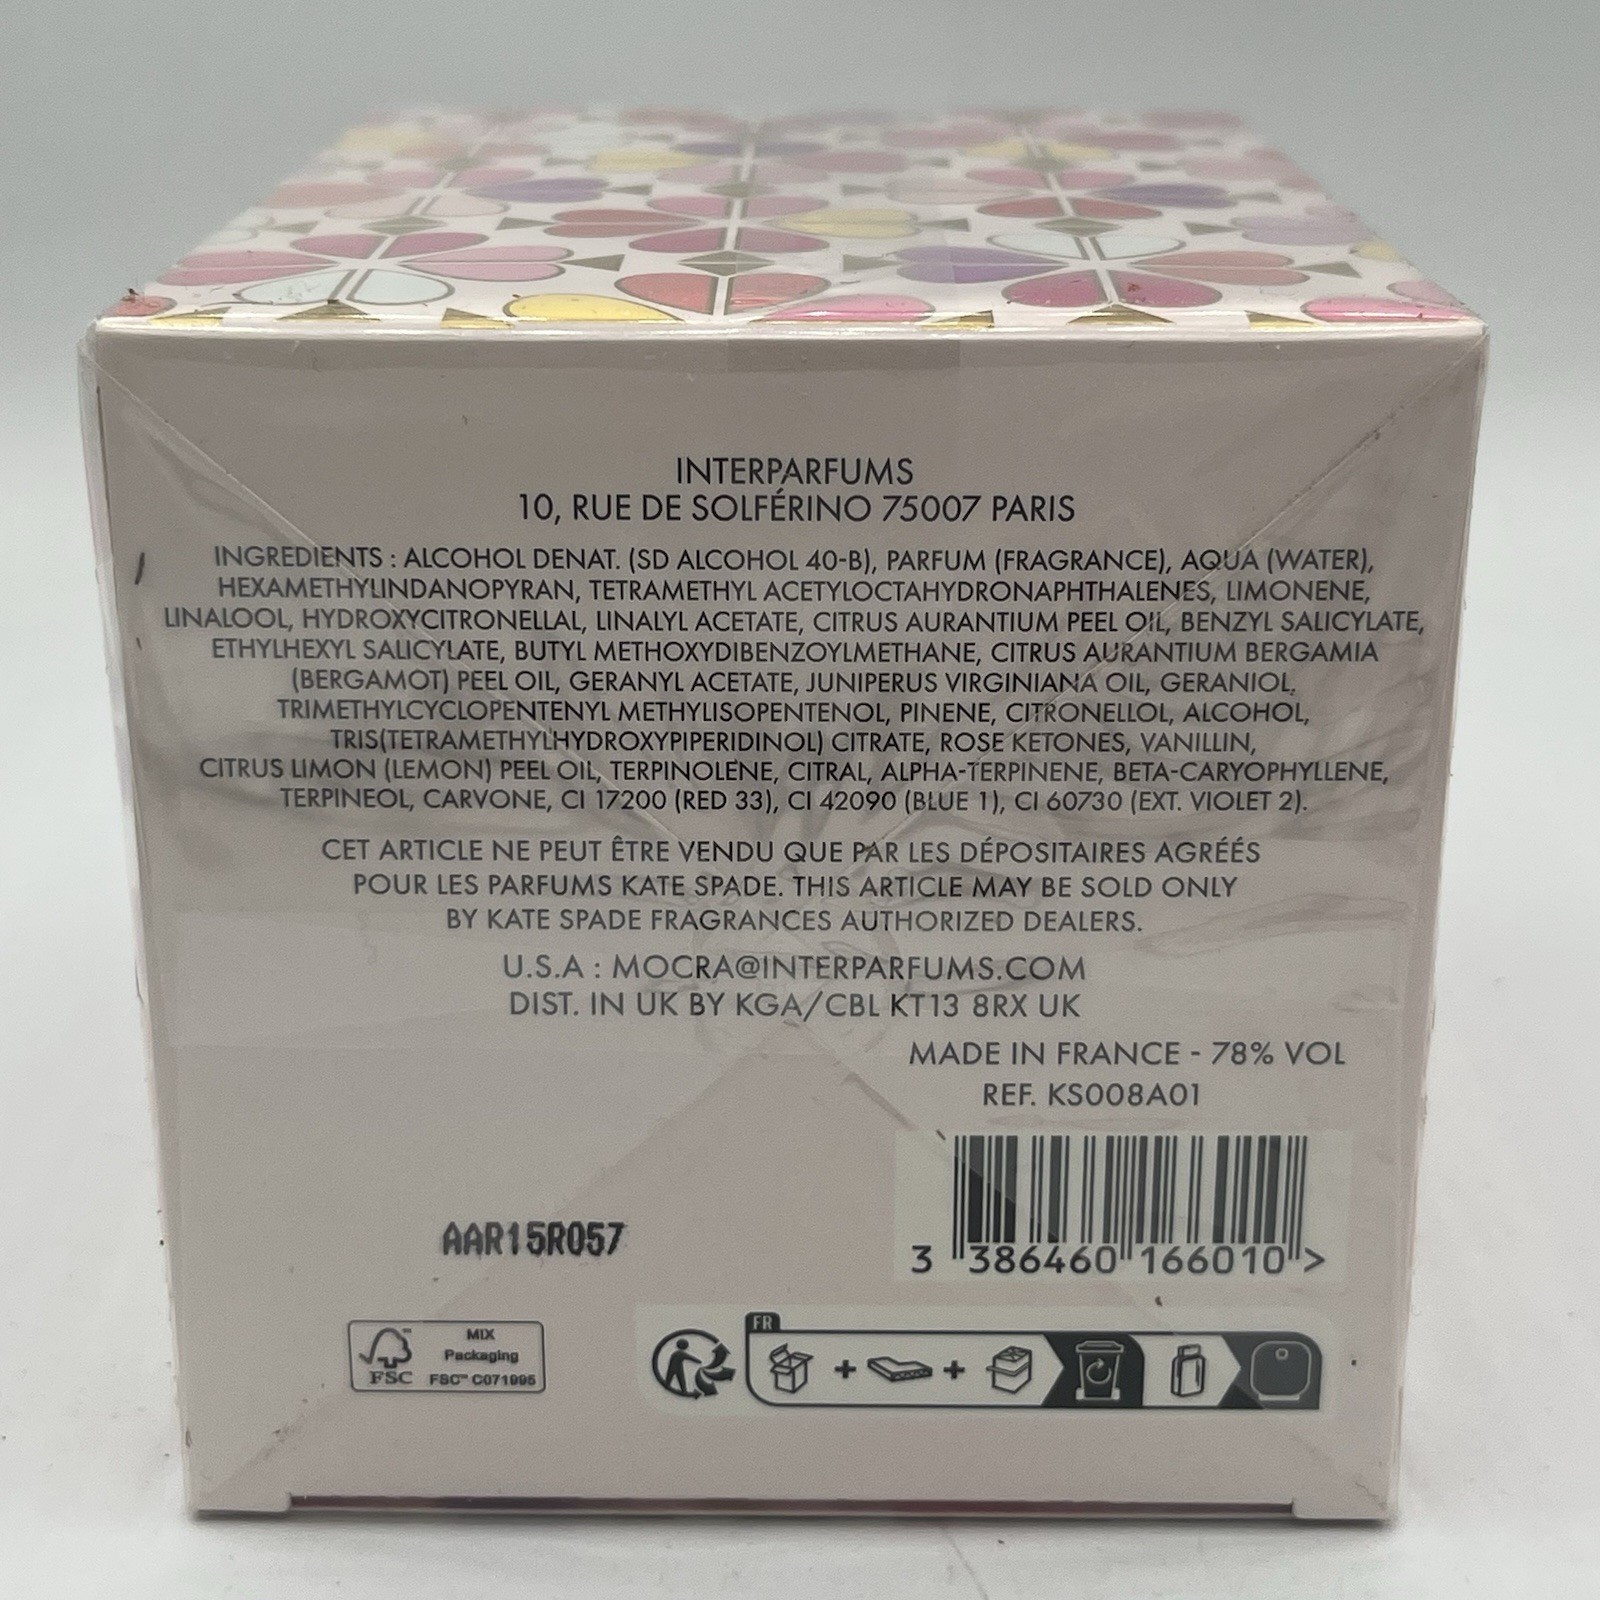 INTERPARFUMS
10, RUE DE SOLFÉRINO 75007 PARIS
INGREDIENTS : ALCOHOL DENAT. (SD ALCOHOL 40-B), PARFUM (FRAGRANCE), AQUA (WATER),
HEXAMETHYLINDANOPYRAN, TETRAMETHYL ACETYLOCTAHYDRONAPHTHALENES, LIMONENE,
LINALOOL, HYDROXYCITRONELLAL, LINALYL ACETATE, CITRUS AURANTIUM PEEL OIL, BENZYL SALICYLATE,
ETHYLHEXYL SALICYLATE, BUTYL METHOXYDIBENZOYLMETHANE, CITRUS AURANTIUM BERGAMIA
(BERGAMOT) PEEL OIL, GERANYL ACETATE, JUNIPERUS VIRGINIANA OIL, GERANIOL,
TRIMETHYLCYCLOPENTENYL METHYLISOPENTENOL, PINENE, CITRONELLOL, ALCOHOL,
TRIS(TETRAMETHYLHYDROXYPIPERIDINOL) CITRATE, ROSE KETONES, VANILLIN,
CITRUS LIMON (LEMON) PEEL OIL, TERPINOLENE, CITRAL, ALPHA-TERPINENE, BETA-CARYOPHYLLENE,
TERPINEOL, CARVONE, CI 17200 (RED 33), CI 42090 (BLUE 1), CI 60730 (EXT. VIOLET 2).
CET ARTICLE NE PEUT ÊTRE VENDU QUE PAR LES DÉPOSITAIRES AGRÉÉS
POUR LES PARFUMS KATE SPADE. THIS ARTICLE MAY BE SOLD ONLY
BY KATE SPADE FRAGRANCES AUTHORIZED DEALERS.
U.S.A : MOCRA@INTERPARFUMS.COM
DIST. IN UK BY KGA/CBL KT13 8RX UK
MADE IN FRANCE - 78% VOL
REF. KS008A01
AAR15R057
3 386460 166010 >
MIX
Packaging
FSC™ C071995
FSC
FR
+ +